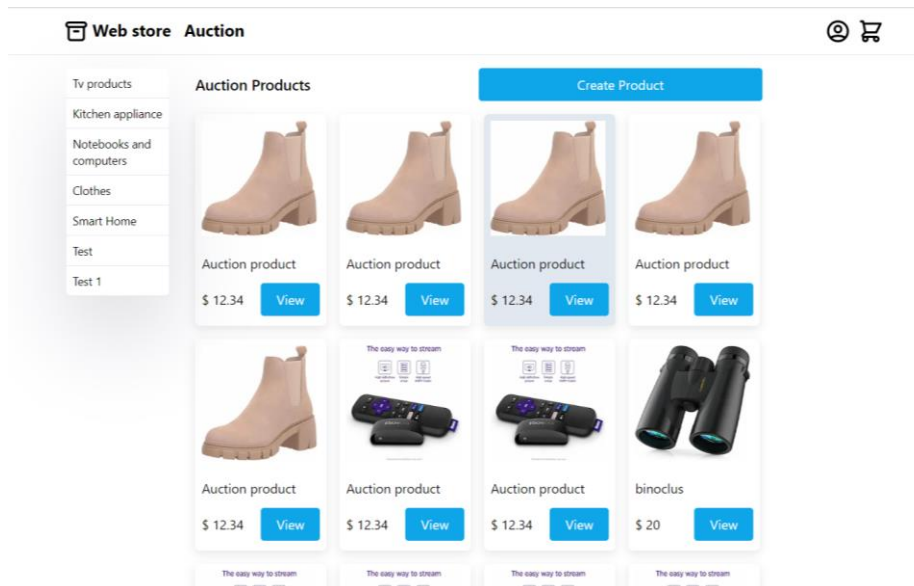 Web store Auction
Tv products
Kitchen appliance
Notebooks and
computers
Clothes
Smart Home
Test
Test 1
Auction Products
Create Product
Auction product
$ 12.34 View
Auction product
$ 12.34 View
Auction product
$ 12.34 View
Auction product
$ 12.34 View
Auction product
$ 12.34 View
The easy way to stream
Auction product
$ 12.34 View
The easy way to stream
Auction product
$ 12.34 View
binoclus
$ 20 View
The easy way to stream
The easy way to stream
The easy way to stream
The easy way to stream